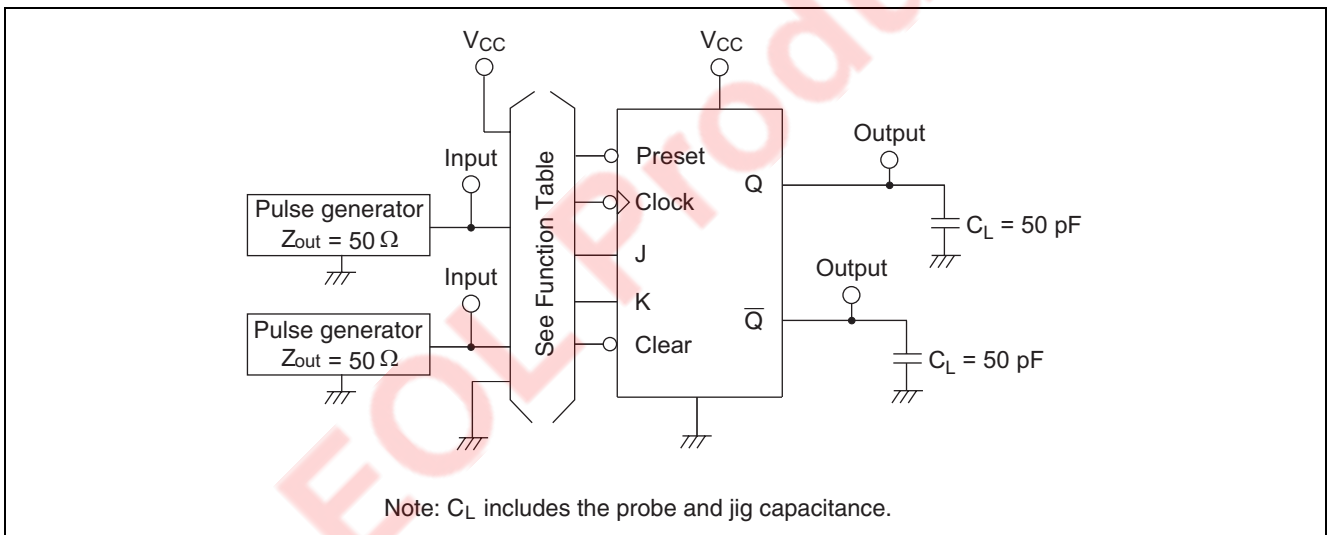 VCC
VCC
Input
Pulse generator
Zout = 50 Ω
Input
Pulse generator
Zout = 50 Ω
See Function Table
Preset
Clock
J
K
Clear
Q
Q̅
Output
CL = 50 pF
Output
CL = 50 pF
Note: CL includes the probe and jig capacitance.
EOL Produ